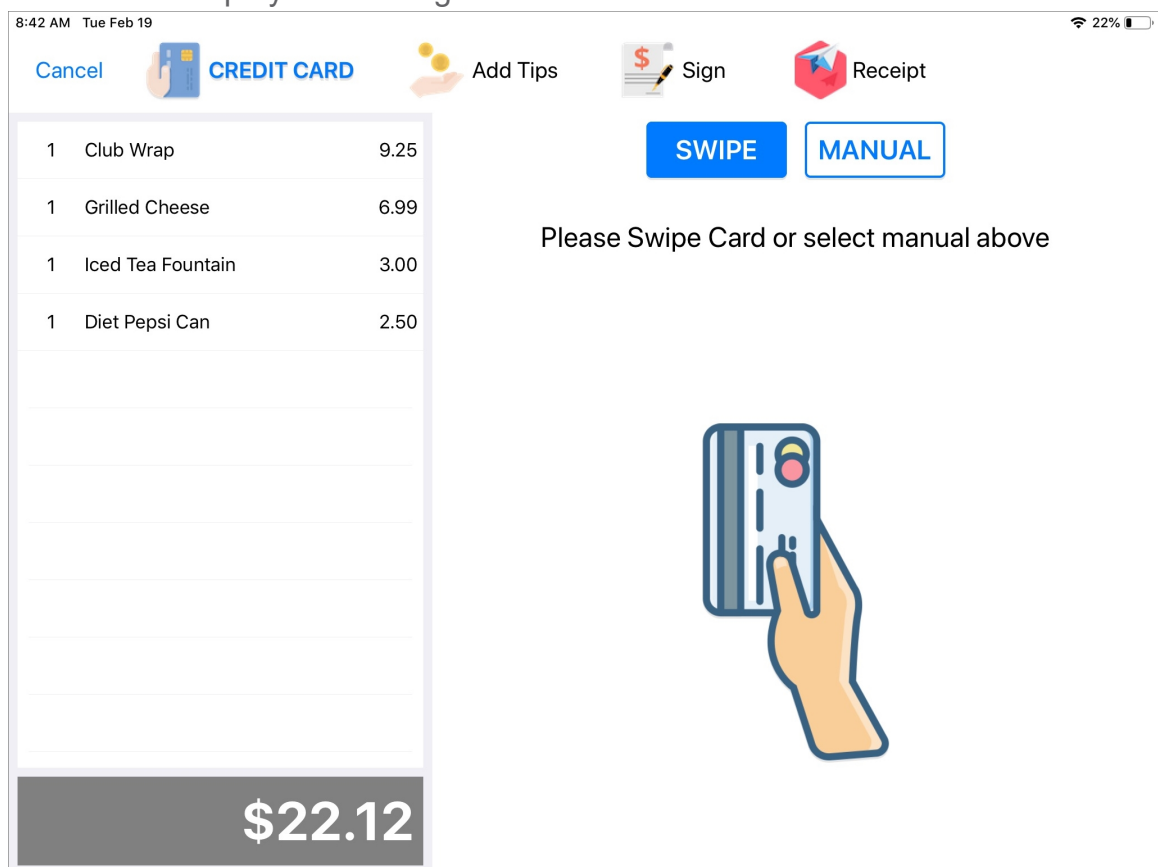 8:42 AM Tue Feb 19 22%
Cancel CREDIT CARD Add Tips Sign Receipt
SWIPE MANUAL
1 Club Wrap 9.25
1 Grilled Cheese 6.99
1 Iced Tea Fountain 3.00
1 Diet Pepsi Can 2.50
Please Swipe Card or select manual above
$22.12